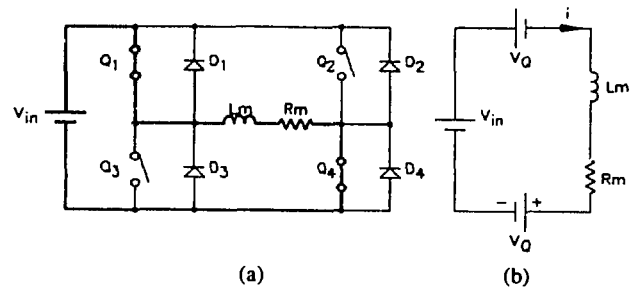 Q1 D1 Q2 D2
Vin Lm Rm
Q3 D3 Q4 D4
VQ i
Lm
Vin
Rm
- +
VQ
(a) (b)